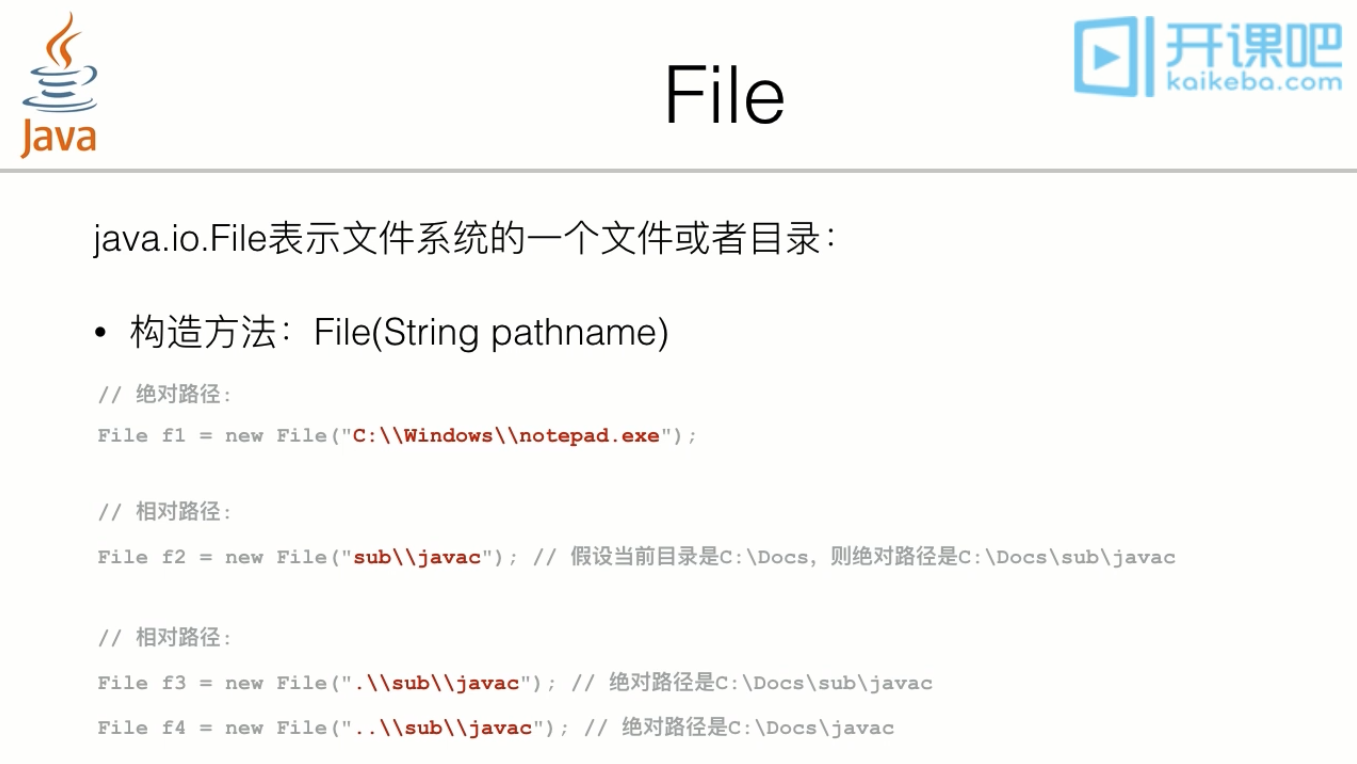 Java
开课吧
kaikeba.com
File
java.io.File表示文件系统的一个文件或者目录：
• 构造方法：File(String pathname)
// 绝对路径:
File f1 = new File("C:\\Windows\\notepad.exe");
// 相对路径:
File f2 = new File("sub\\javac"); // 假设当前目录是C:\Docs，则绝对路径是C:\Docs\sub\javac
// 相对路径:
File f3 = new File(".\\sub\\javac"); // 绝对路径是C:\Docs\sub\javac
File f4 = new File("..\\sub\\javac"); // 绝对路径是C:\Docs\javac